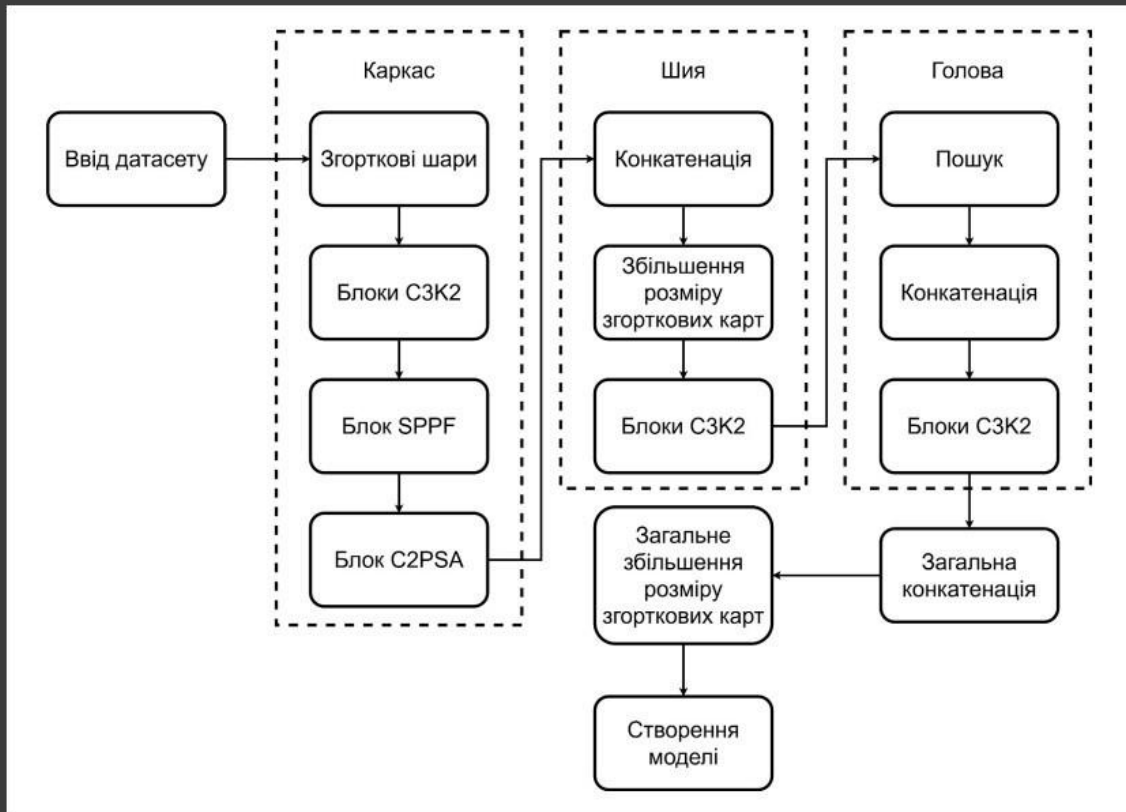 Каркас
Шия
Голова
Ввід датасету
Згорткові шари
Конкатенація
Пошук
Блоки C3K2
Збільшення
розміру
згорткових карт
Конкатенація
Блок SPPF
Блоки C3K2
Блоки C3K2
Блок C2PSA
Загальне
збільшення
розміру
згорткових карт
Загальна
конкатенація
Створення
моделі